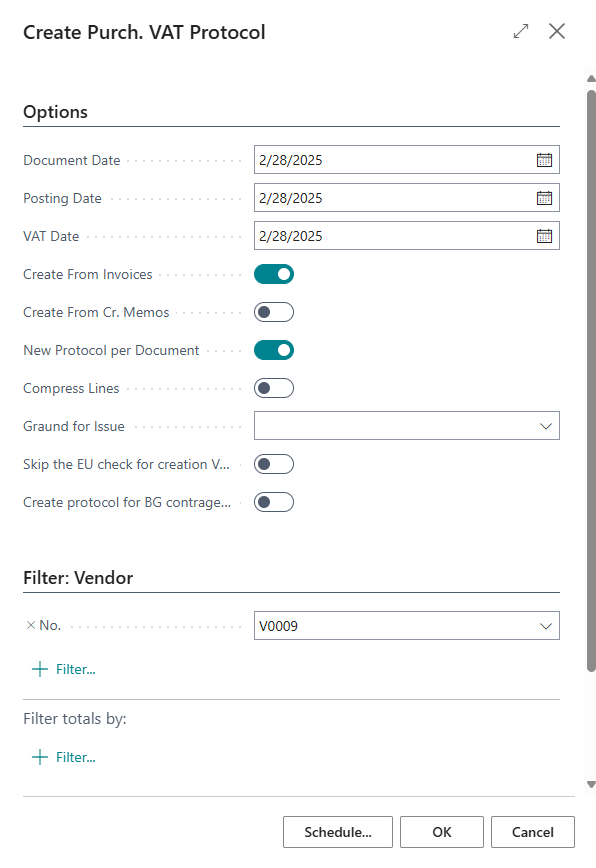 Create Purch. VAT Protocol
Options
Document Date 2/28/2025
Posting Date 2/28/2025
VAT Date 2/28/2025
Create From Invoices
Create From Cr. Memos
New Protocol per Document
Compress Lines
Graund for Issue
Skip the EU check for creation V...
Create protocol for BG contrage...
Filter: Vendor
× No. V0009
+ Filter...
Filter totals by:
+ Filter...
Schedule... OK Cancel